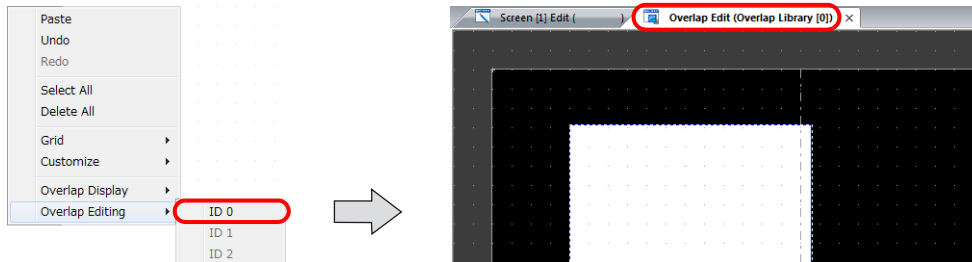 Paste
Undo
Redo
Select All
Delete All
Grid
Customize
Overlap Display
Overlap Editing
ID 0
ID 1
ID 2
Screen [1] Edit ( )
Overlap Edit (Overlap Library [0])